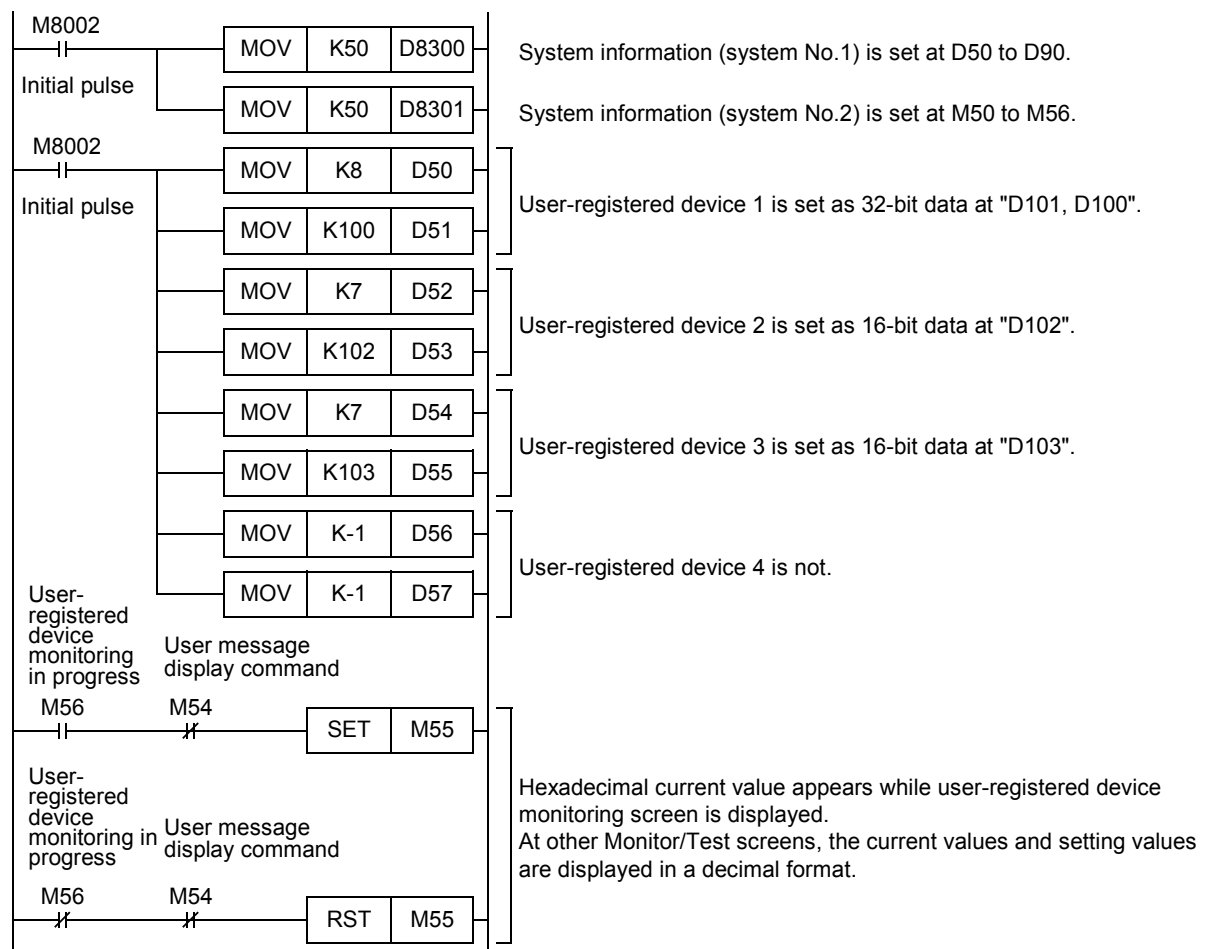 M8002
MOV K50 D8300
System information (system No.1) is set at D50 to D90.
Initial pulse
MOV K50 D8301
System information (system No.2) is set at M50 to M56.
M8002
MOV K8 D50
Initial pulse
User-registered device 1 is set as 32-bit data at "D101, D100".
MOV K100 D51
MOV K7 D52
User-registered device 2 is set as 16-bit data at "D102".
MOV K102 D53
MOV K7 D54
User-registered device 3 is set as 16-bit data at "D103".
MOV K103 D55
MOV K-1 D56
User-registered device 4 is not.
MOV K-1 D57
User-
registered
device
monitoring
in progress
User message
display command
M56 M54
SET M55
User-
registered
device
monitoring in
progress
User message
display command
Hexadecimal current value appears while user-registered device
monitoring screen is displayed.
At other Monitor/Test screens, the current values and setting values
are displayed in a decimal format.
M56 M54
RST M55